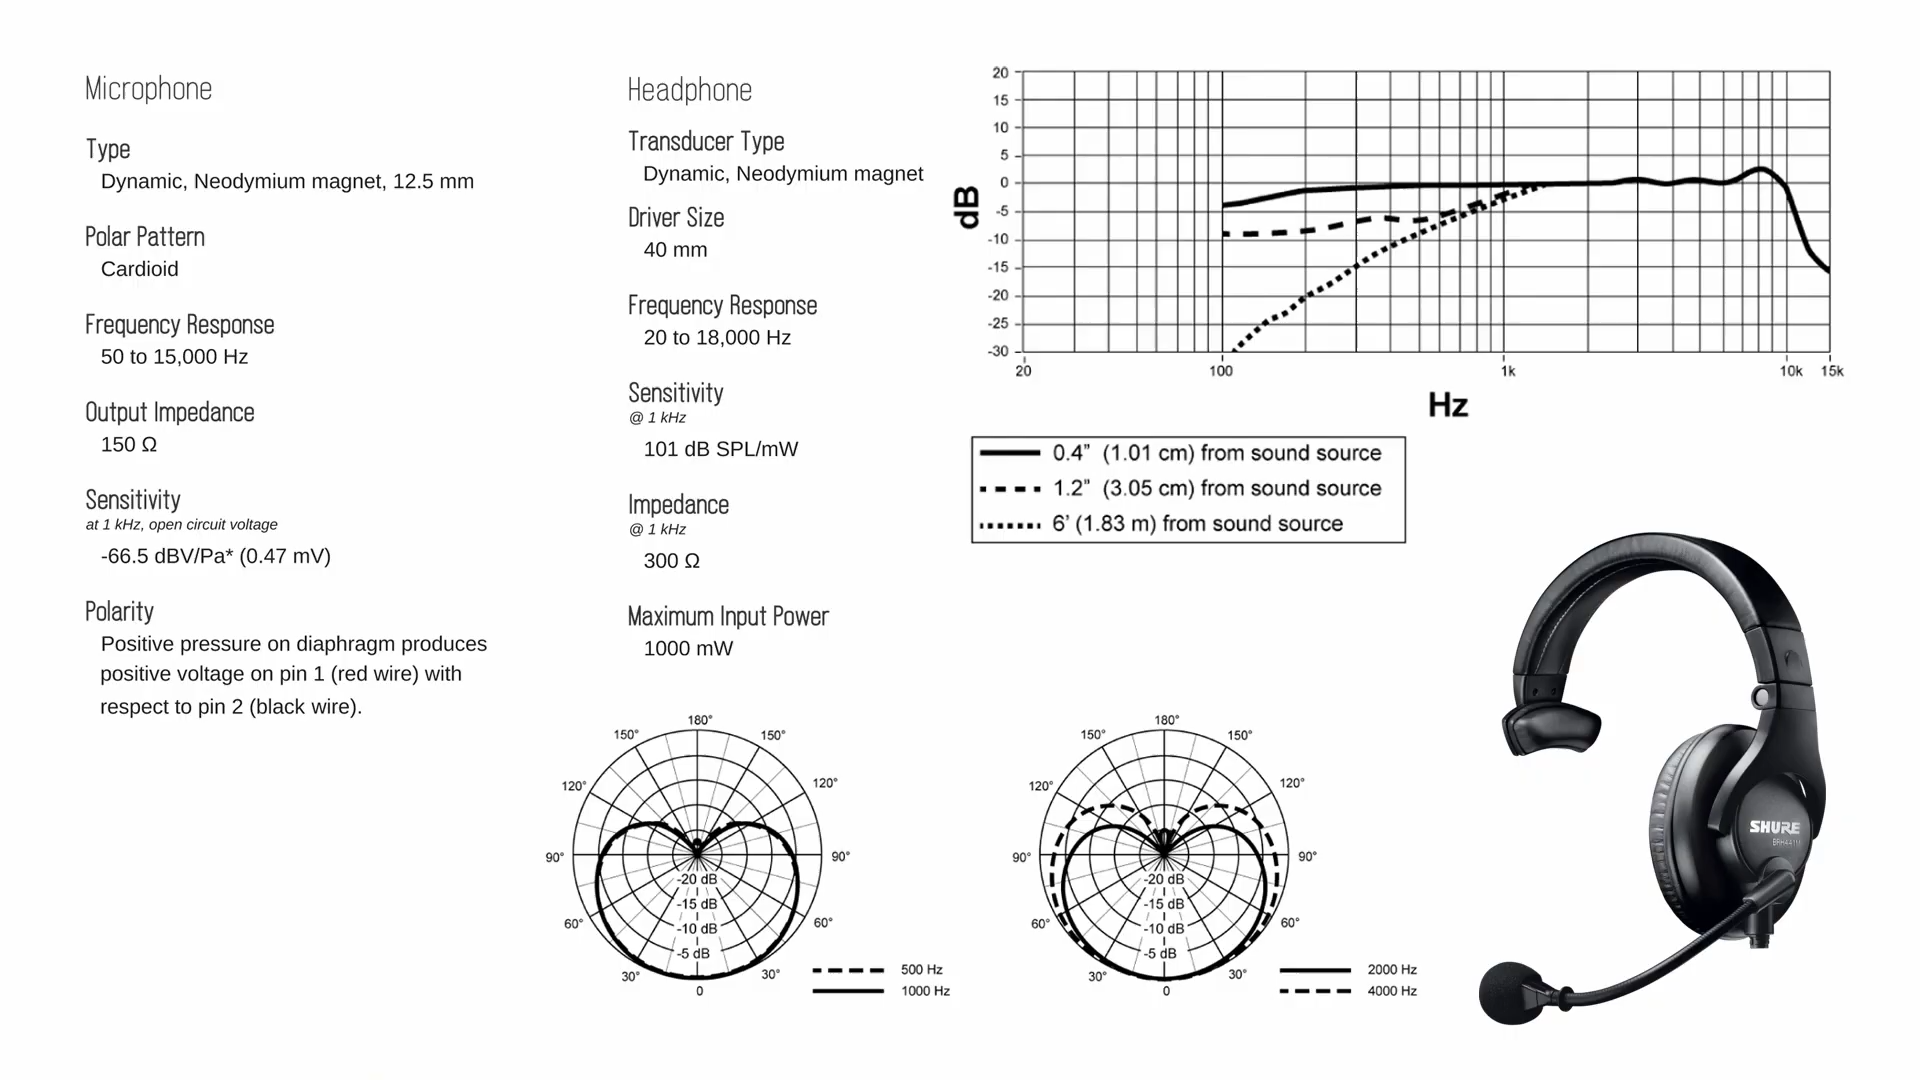 Microphone
Type
Dynamic, Neodymium magnet, 12.5 mm
Polar Pattern
Cardioid
Frequency Response
50 to 15,000 Hz
Output Impedance
150 Ω
Sensitivity
at 1 kHz, open circuit voltage
-66.5 dBV/Pa* (0.47 mV)
Polarity
Positive pressure on diaphragm produces
positive voltage on pin 1 (red wire) with
respect to pin 2 (black wire).
Headphone
Transducer Type
Dynamic, Neodymium magnet
Driver Size
40 mm
Frequency Response
20 to 18,000 Hz
Sensitivity
@ 1 kHz
101 dB SPL/mW
Impedance
@ 1 kHz
300 Ω
Maximum Input Power
1000 mW
dB
20
15
10
5
0
-5
-10
-15
-20
-25
-30
20 100 1k 10k 15k
Hz
0.4” (1.01 cm) from sound source
1.2” (3.05 cm) from sound source
6’ (1.83 m) from sound source
180°
150° 150°
120° 120°
90° 90°
-20 dB
-15 dB
60° 60°
-10 dB
-5 dB
30° 30°
0
500 Hz
1000 Hz
180°
150° 150°
120° 120°
90° 90°
-20 dB
-15 dB
60° 60°
-10 dB
-5 dB
30° 30°
0
2000 Hz
4000 Hz
SHURE
BRH441M